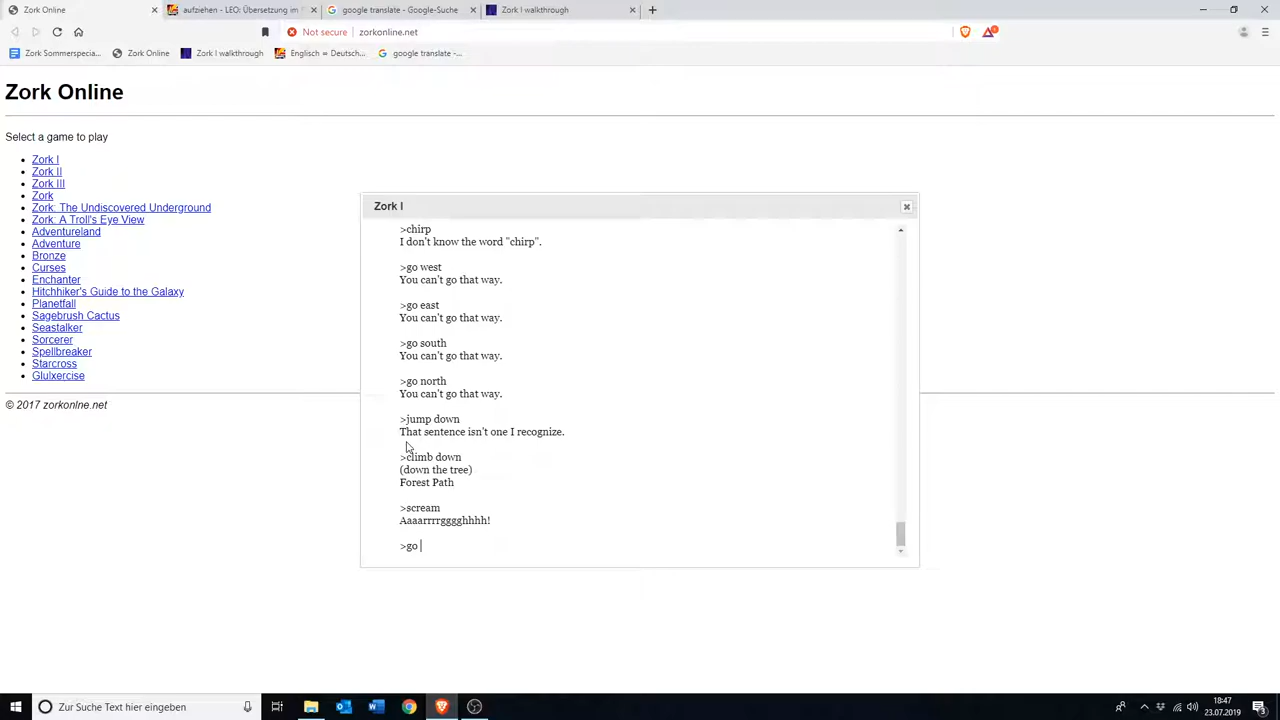 Zork Online
aufziehen - LEO: Übersetzung im E
google translate - Google-Suche
Zork I walkthrough
Not secure
zorkonline.net
1
Zork Sommerspecia...
Zork Online
Zork I walkthrough
Englisch ⇔ Deutsc...
google translate -...
Zork Online
Select a game to play
Zork I
Zork II
Zork III
Zork
Zork: The Undiscovered Underground
Zork: A Troll's Eye View
Adventureland
Adventure
Bronze
Curses
Enchanter
Hitchhiker's Guide to the Galaxy
Planetfall
Sagebrush Cactus
Seastalker
Sorcerer
Spellbreaker
Starcross
Glulxercise
© 2017 zorkonlne.net
Zork I
>chirp
I don't know the word "chirp".
>go west
You can't go that way.
>go east
You can't go that way.
>go south
You can't go that way.
>go north
You can't go that way.
>jump down
That sentence isn't one I recognize.
>climb down
(down the tree)
Forest Path
>scream
Aaaarrrrgggghhhh!
>go
Zur Suche Text hier eingeben
18:47
23.07.2019
3